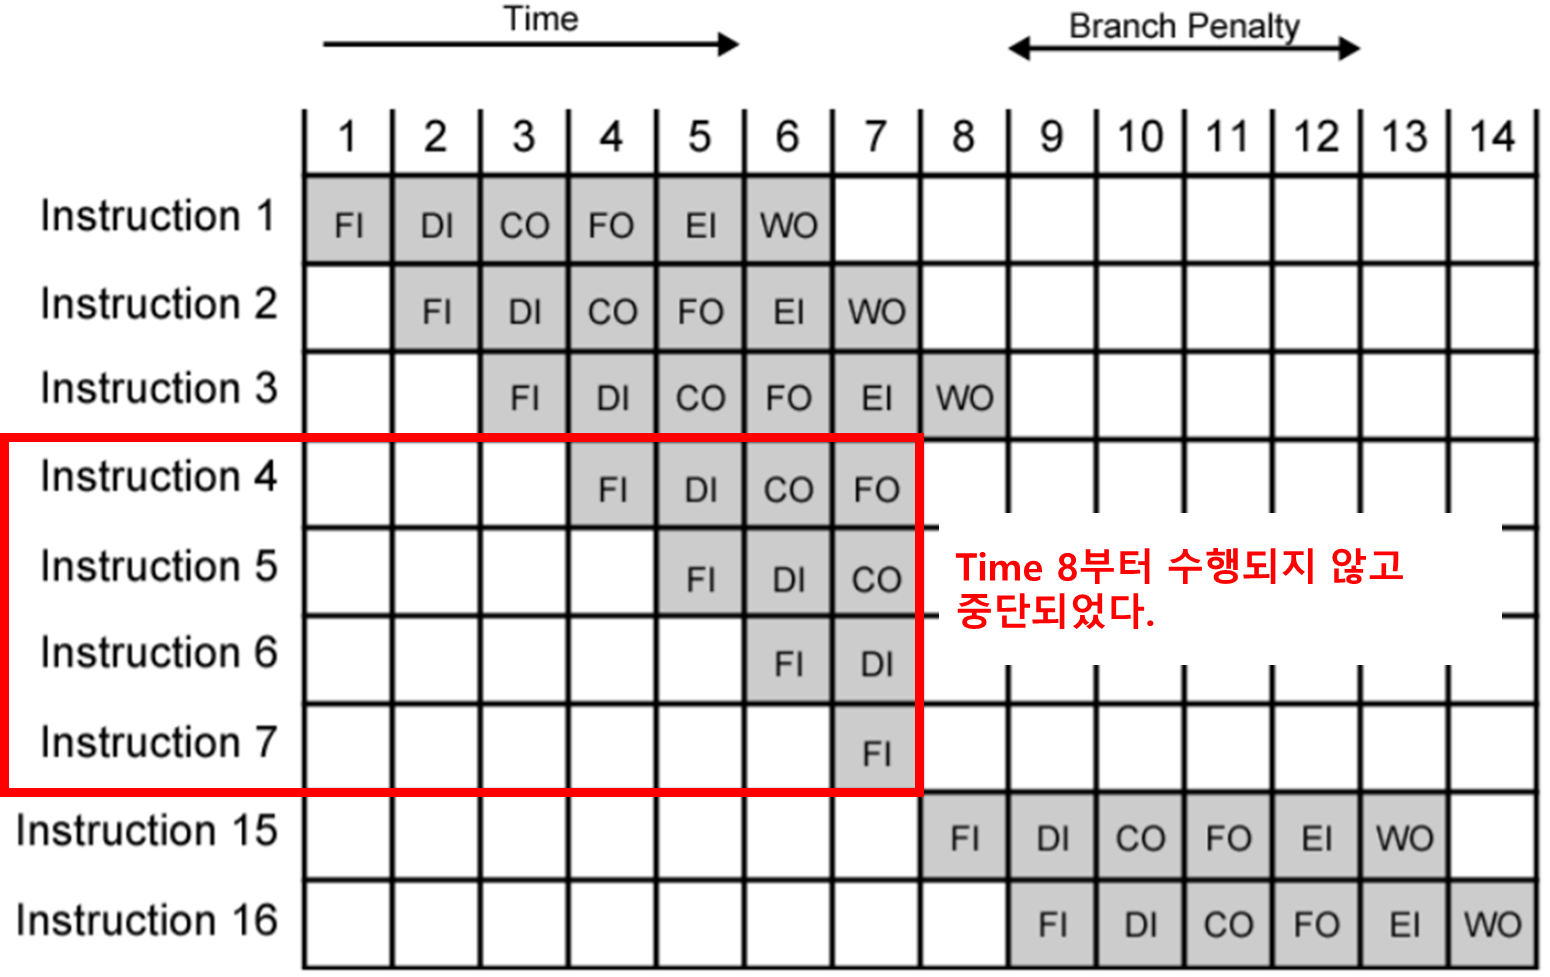 Time Branch Penalty
1 2 3 4 5 6 7 8 9 10 11 12 13 14
Instruction 1 FI DI CO FO EI WO
Instruction 2 FI DI CO FO EI WO
Instruction 3 FI DI CO FO EI WO
Instruction 4 FI DI CO FO
Instruction 5 FI DI CO
Time 8부터 수행되지 않고
중단되었다.
Instruction 6 FI DI
Instruction 7 FI
Instruction 15 FI DI CO FO EI WO
Instruction 16 FI DI CO FO EI WO